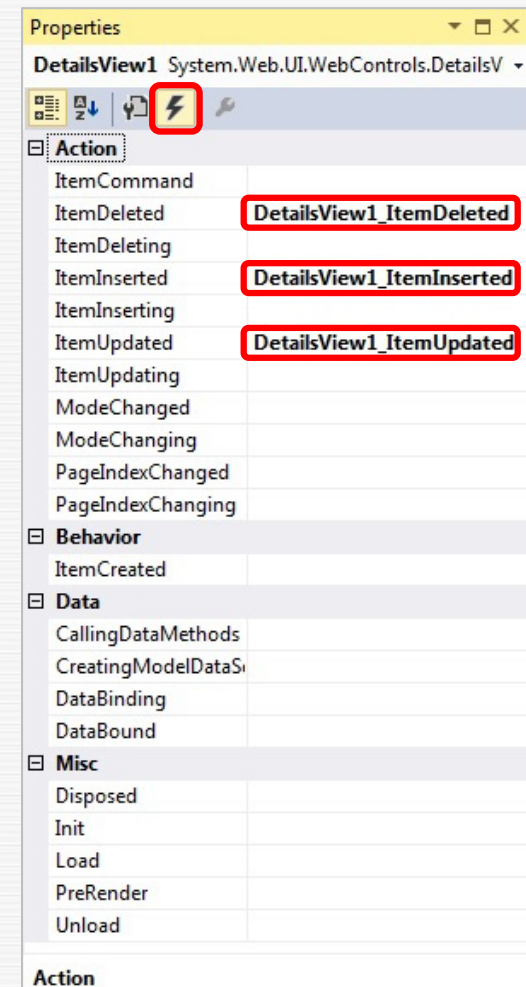 Properties
DetailsView1 System.Web.UI.WebControls.DetailsV
Action
ItemCommand
ItemDeleted DetailsView1_ItemDeleted
ItemDeleting
ItemInserted DetailsView1_ItemInserted
ItemInserting
ItemUpdated DetailsView1_ItemUpdated
ItemUpdating
ModeChanged
ModeChanging
PageIndexChanged
PageIndexChanging
Behavior
ItemCreated
Data
CallingDataMethods
CreatingModelDataS
DataBinding
DataBound
Misc
Disposed
Init
Load
PreRender
Unload
Action